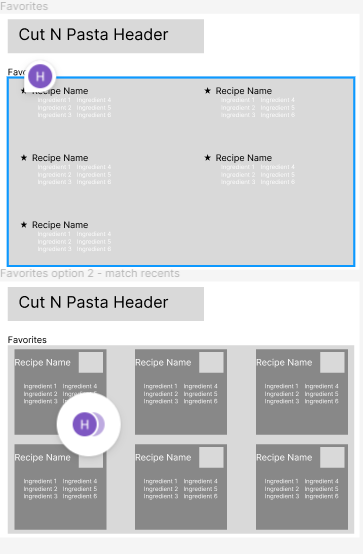 Favorites
Cut N Pasta Header
Favo
H
★ Recipe Name ★ Recipe Name
Ingredient 1 Ingredient 4 Ingredient 1 Ingredient 4
Ingredient 2 Ingredient 5 Ingredient 2 Ingredient 5
Ingredient 3 Ingredient 6 Ingredient 3 Ingredient 6
★ Recipe Name ★ Recipe Name
Ingredient 1 Ingredient 4 Ingredient 1 Ingredient 4
Ingredient 2 Ingredient 5 Ingredient 2 Ingredient 5
Ingredient 3 Ingredient 6 Ingredient 3 Ingredient 6
★ Recipe Name
Ingredient 1 Ingredient 4
Ingredient 2 Ingredient 5
Ingredient 3 Ingredient 6
Favorites option 2 - match recents
Cut N Pasta Header
Favorites
Recipe Name Recipe Name Recipe Name
Ingredient 1 Ingredient 4 Ingredient 1 Ingredient 4 Ingredient 1 Ingredient 4
Ingredient 2 Ingredient 5 Ingredient 2 Ingredient 5 Ingredient 2 Ingredient 5
Ingredient 3 Ingredient 6 Ingredient 3 Ingredient 6 Ingredient 3 Ingredient 6
H
Recipe Name Recipe Name Recipe Name
Ingredient 1 Ingredient 4 Ingredient 1 Ingredient 4 Ingredient 1 Ingredient 4
Ingredient 2 Ingredient 5 Ingredient 2 Ingredient 5 Ingredient 2 Ingredient 5
Ingredient 3 Ingredient 6 Ingredient 3 Ingredient 6 Ingredient 3 Ingredient 6